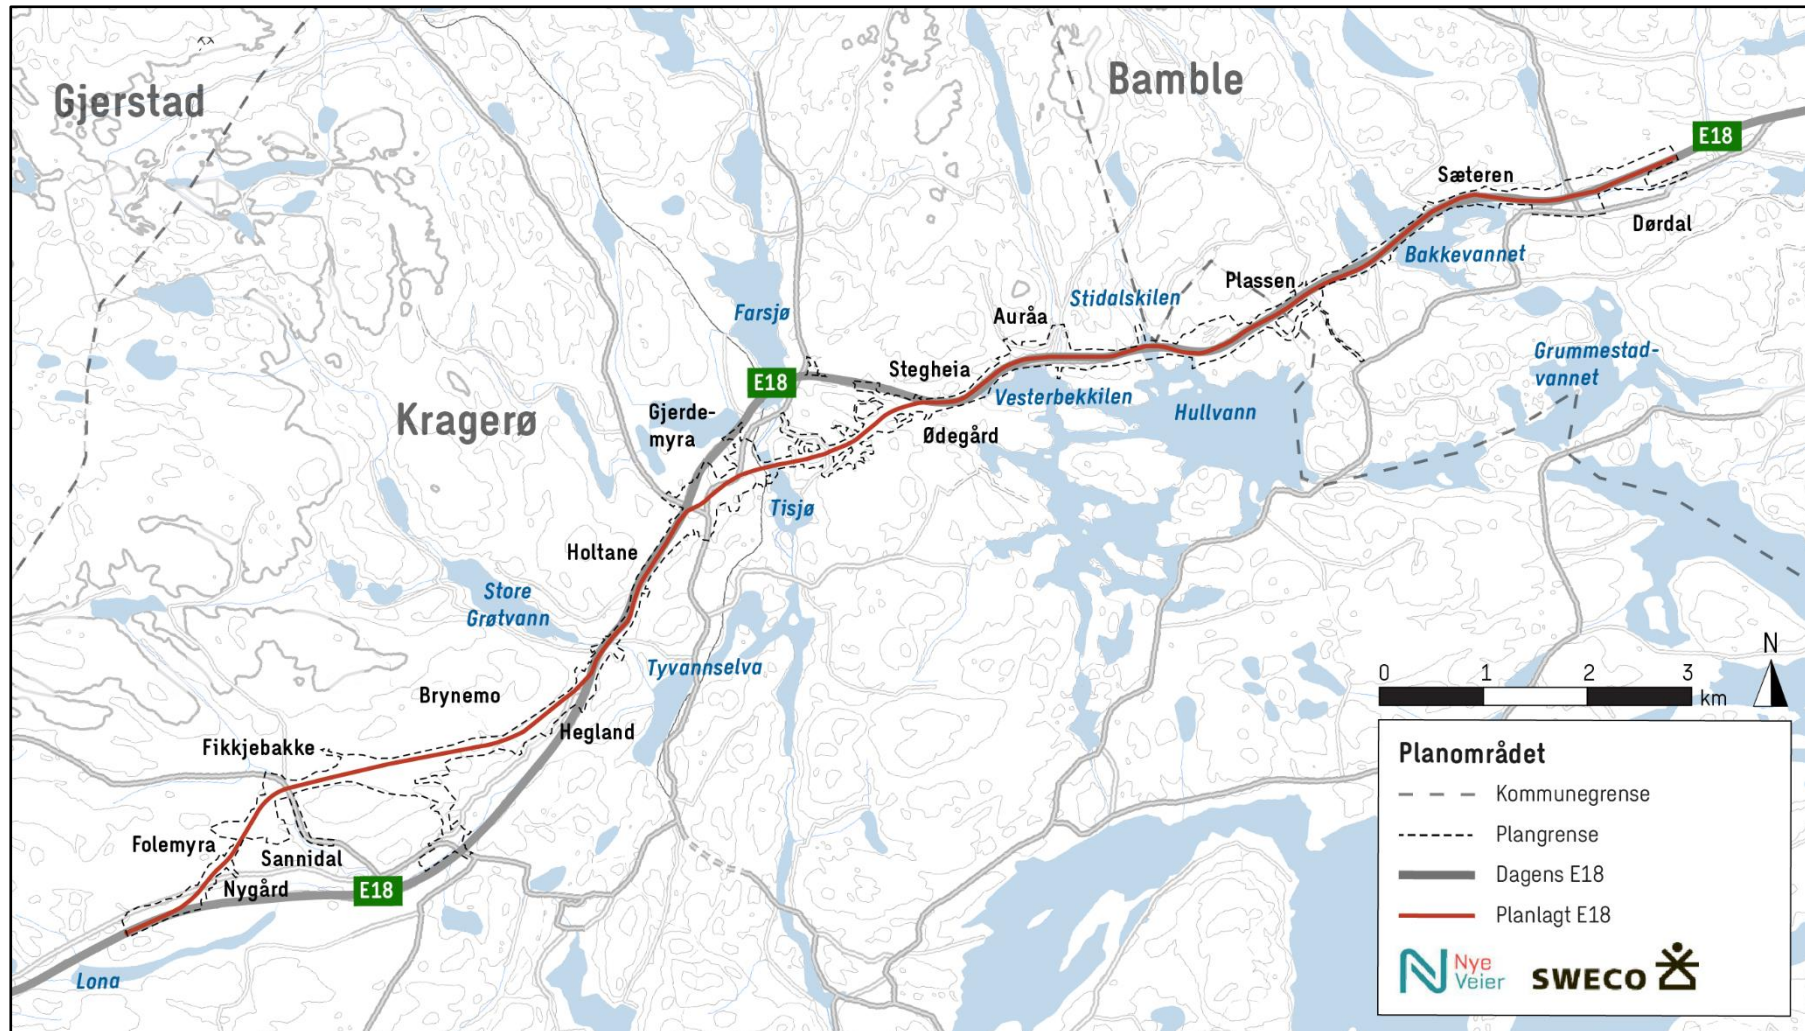 Gjerstad
Bamble
E18
Sæteren
Dørdal
Bakkevannet
Plassen
Stidalskilen
Farsjø
Auråa
Grummestad-
vannet
Stegheia
E18
Vesterbekkilen
Hullvann
Kragerø
Gjerde-
myra
Ødegård
Tisjø
Holtane
Store
Grøtvann
Tyvannselva
Brynemo
Hegland
Fikkjebakke
Folemyra
Sannidal
Nygård
E18
Lona
N
0 1 2 3
km
Planområdet
Kommunegrense
Plangrense
Dagens E18
Planlagt E18
Nye
Veier
SWECO